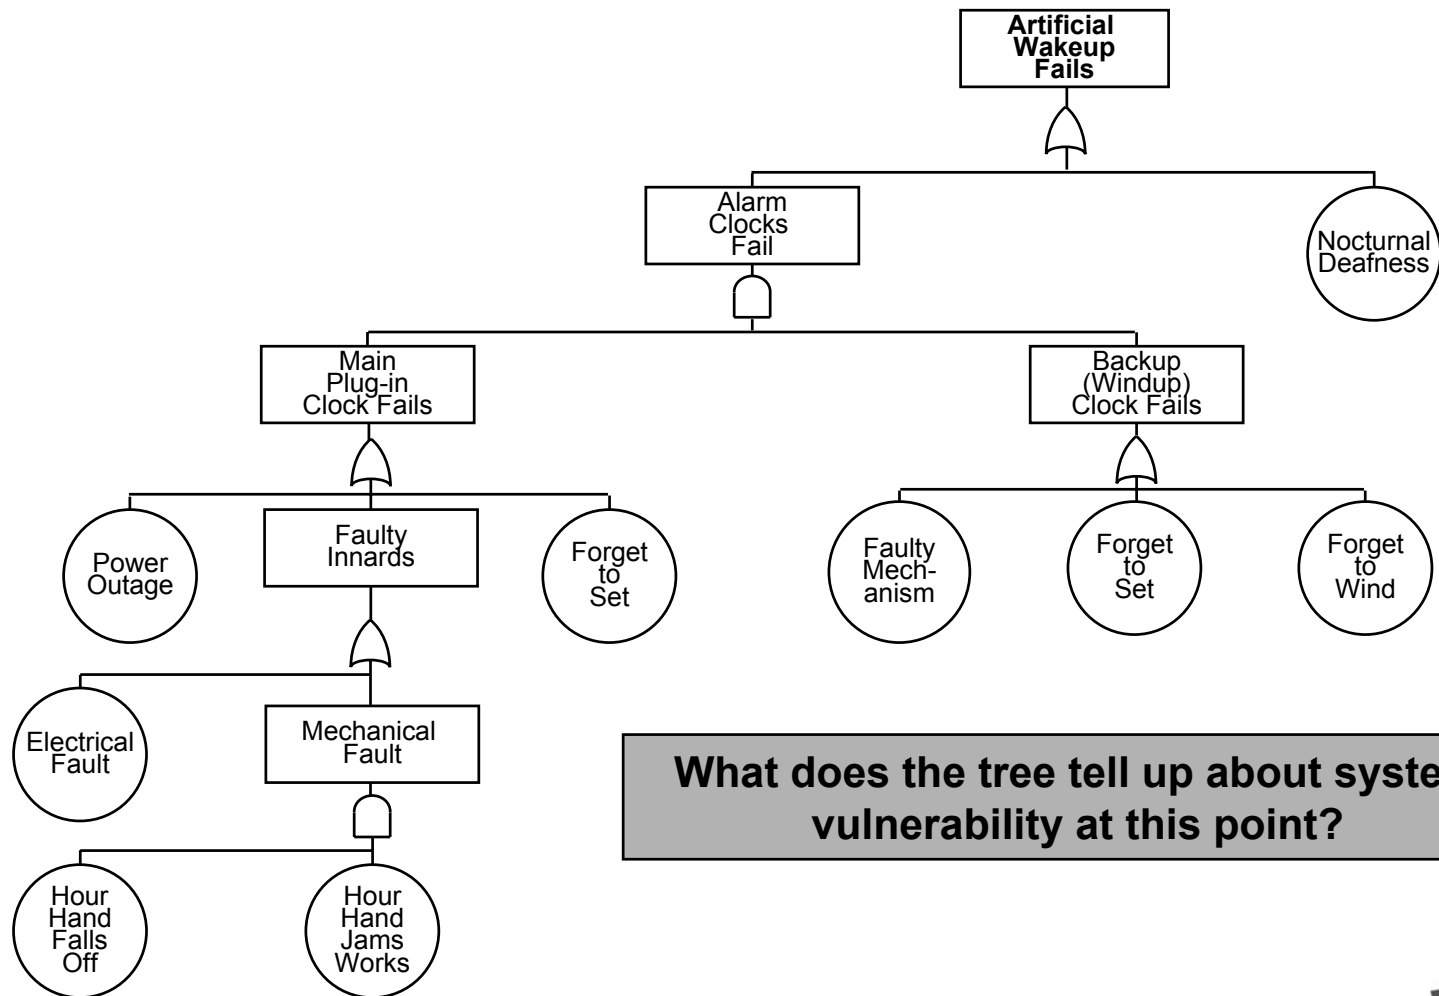 Artificial
Wakeup
Fails
Alarm
Clocks
Fail
Nocturnal
Deafness
Main
Plug-in
Clock Fails
Backup
(Windup)
Clock Fails
Power
Outage
Faulty
Innards
Forget
to
Set
Faulty
Mech-
anism
Forget
to
Set
Forget
to
Wind
Electrical
Fault
Mechanical
Fault
What does the tree tell up about syste
vulnerability at this point?
Hour
Hand
Falls
Off
Hour
Hand
Jams
Works